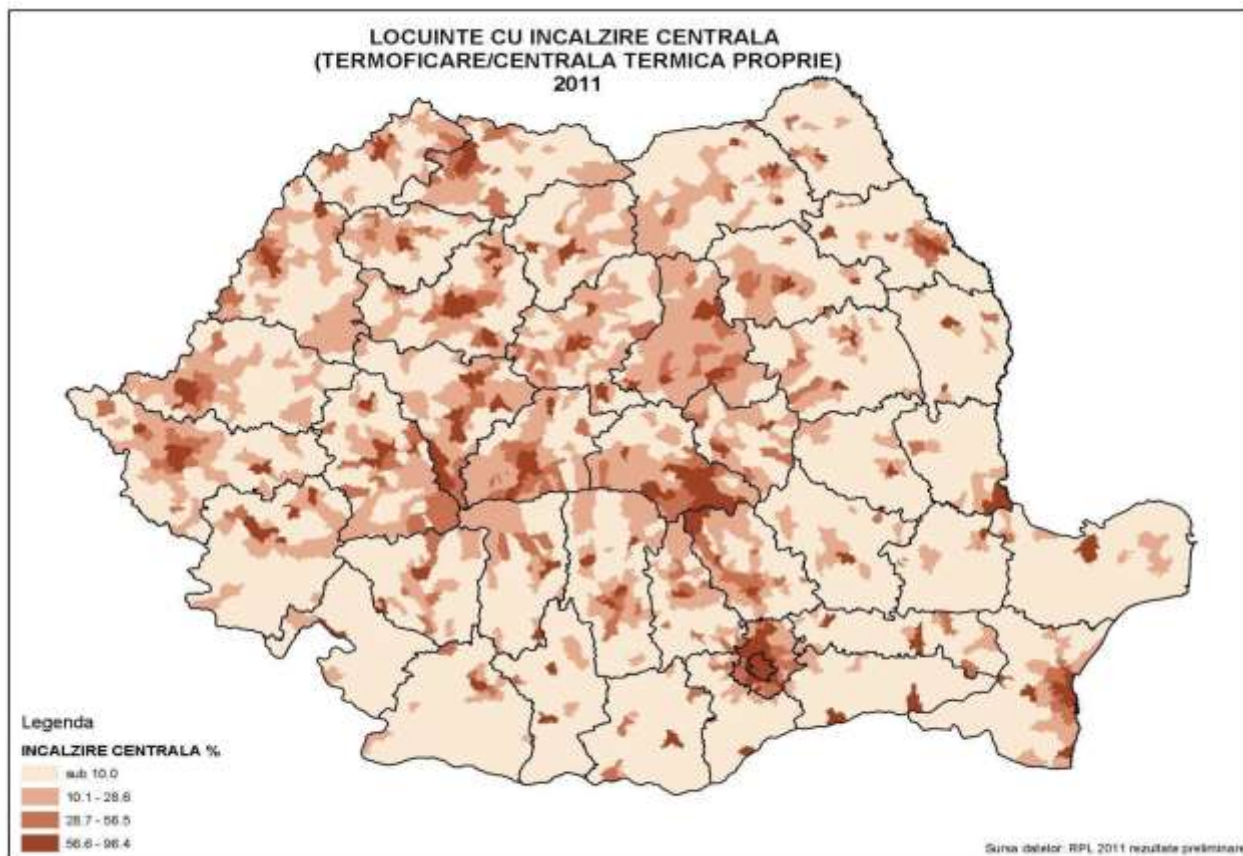 LOCUINTE CU INCALZIRE CENTRALA
(TERMOFICARE/CENTRALA TERMICA PROPRIE)
2011
Legenda
INCALZIRE CENTRALA %
sub 10.0
10.1 - 28.6
28.7 - 56.5
56.6 - 96.4
Sursa datelor: RPL 2011 rezultate preliminare